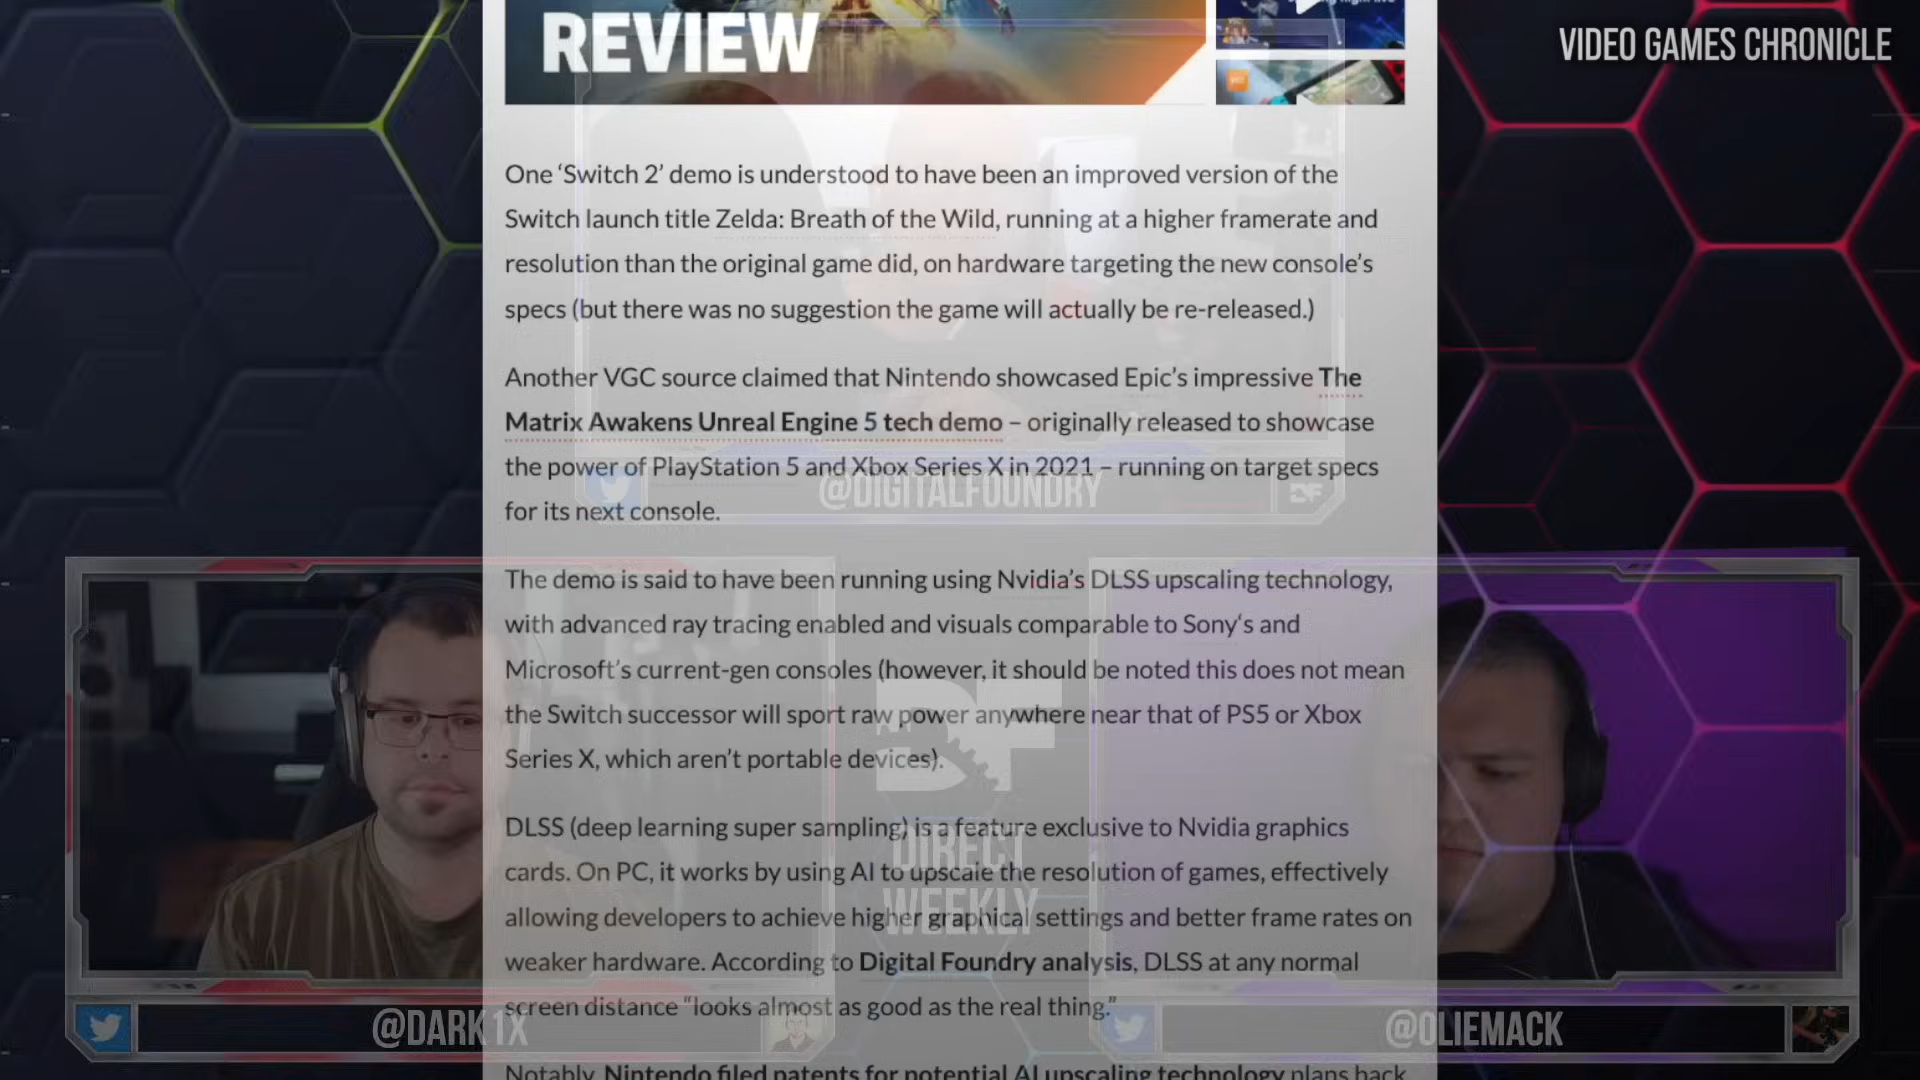 REVIEW
VIDEO GAMES CHRONICLE
One ‘Switch 2’ demo is understood to have been an improved version of the
Switch launch title Zelda: Breath of the Wild, running at a higher framerate and
resolution than the original game did, on hardware targeting the new console’s
specs (but there was no suggestion the game will actually be re-released.)
Another VGC source claimed that Nintendo showcased Epic’s impressive The
Matrix Awakens Unreal Engine 5 tech demo – originally released to showcase
the power of PlayStation 5 and Xbox Series X in 2021 – running on target specs
for its next console.
@DIGITALFOUNDRY
DF
The demo is said to have been running using Nvidia’s DLSS upscaling technology,
with advanced ray tracing enabled and visuals comparable to Sony‘s and
Microsoft’s current-gen consoles (however, it should be noted this does not mean
the Switch successor will sport raw power anywhere near that of PS5 or Xbox
Series X, which aren’t portable devices).
DF
DIRECT
WEEKLY
DLSS (deep learning super sampling) is a feature exclusive to Nvidia graphics
cards. On PC, it works by using AI to upscale the resolution of games, effectively
allowing developers to achieve higher graphical settings and better frame rates on
weaker hardware. According to Digital Foundry analysis, DLSS at any normal
screen distance “looks almost as good as the real thing.”
@DARK1X
@OLIEMACK
Notably, Nintendo filed patents for potential AI upscaling technology plans back